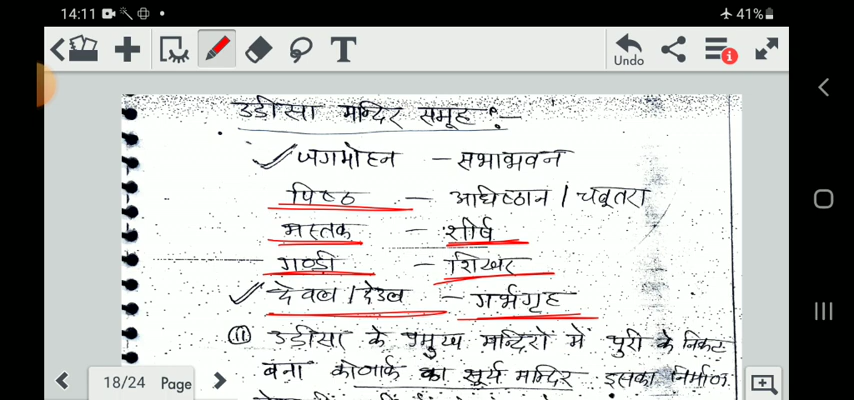 14:11 41%
T Undo
उडीसा मन्दिर समूह :-
जगमोहन - सभाभवन
पिष्ठ - अधिष्ठान / चबूतरा
मस्तक - शीर्ष
गण्डी - शिखर
देवल / देउल - गर्भगृह
(ii) उडीसा के प्रमुख मन्दिरों में पुरी के निकट
बना कोणार्क का सूर्य मन्दिर इसका निर्माण
18/24 Page